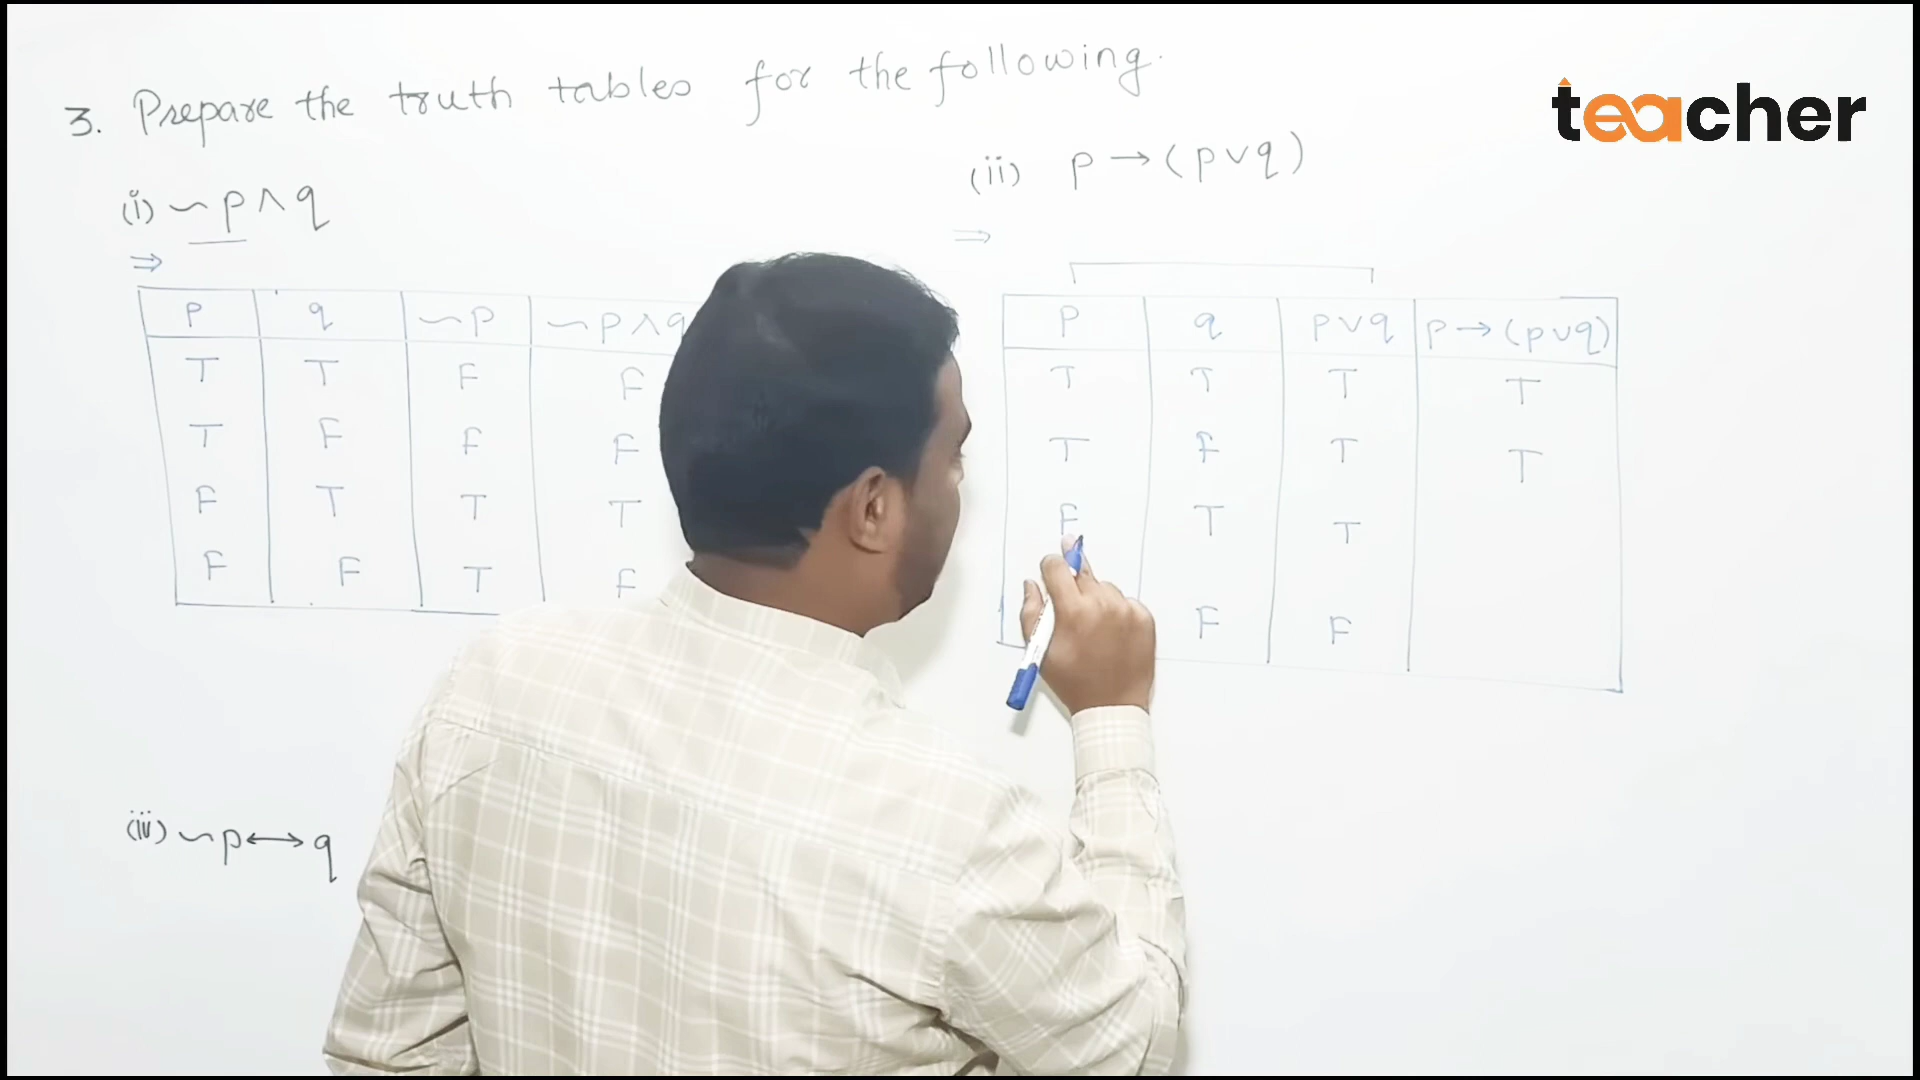 3. Prepare the truth tables for the following.
teacher
(i) ∼p∧q
⇒
p q ∼p ∼p∧q
T T F F
T F F F
F T T T
F F T F
(ii) p→(p∨q)
⇒
p q p∨q p→(p∨q)
T T T T
T F T T
F T T
F F
(iii) ∼p↔q